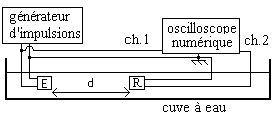 générateur
d'impulsions
ch.1
oscilloscope
numérique
ch.2
E
d
R
cuve à eau